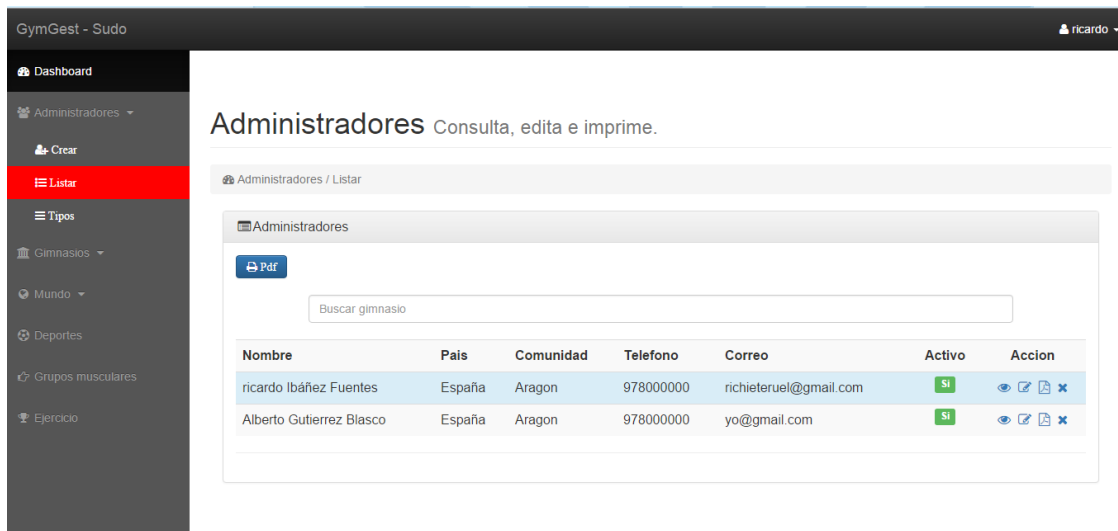 GymGest - Sudo
ricardo
Dashboard
Administradores
Crear
Listar
Tipos
Gimnasios
Mundo
Deportes
Grupos musculares
Ejercicio
Administradores Consulta, edita e imprime.
Administradores / Listar
Administradores
Pdf
Buscar gimnasio
Nombre Pais Comunidad Telefono Correo Activo Accion
ricardo Ibáñez Fuentes España Aragon 978000000 richieteruel@gmail.com Si
Alberto Gutierrez Blasco España Aragon 978000000 yo@gmail.com Si